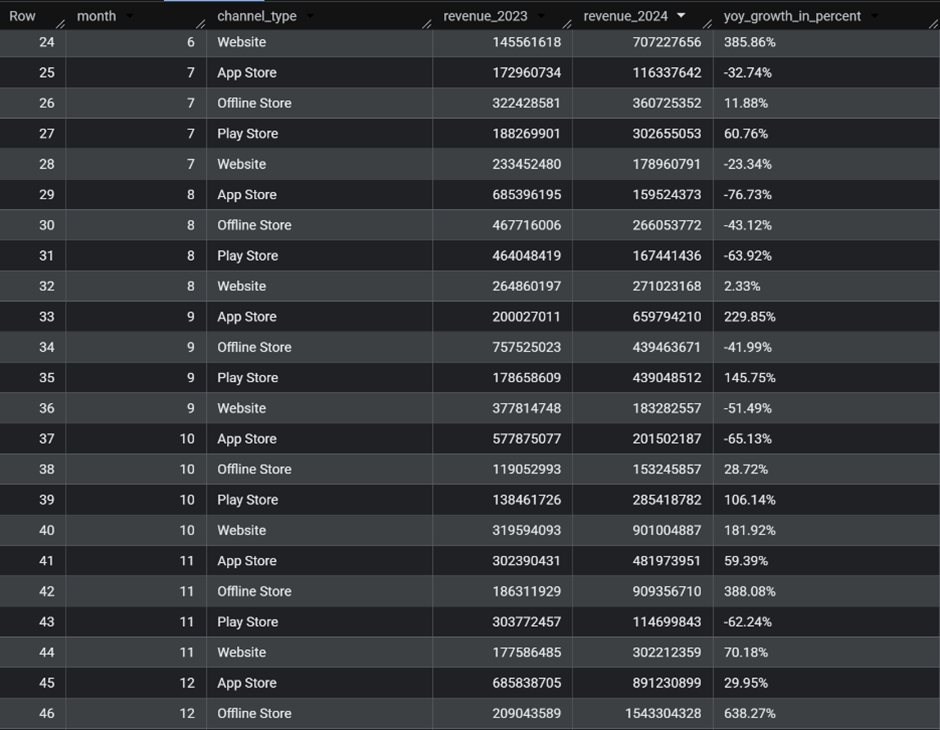 Row month channel_type revenue_2023 revenue_2024 yoy_growth_in_percent
24 6 Website 145561618 707227656 385.86%
25 7 App Store 172960734 116337642 -32.74%
26 7 Offline Store 322428581 360725352 11.88%
27 7 Play Store 188269901 302655053 60.76%
28 7 Website 233452480 178960791 -23.34%
29 8 App Store 685396195 159524373 -76.73%
30 8 Offline Store 467716006 266053772 -43.12%
31 8 Play Store 464048419 167441436 -63.92%
32 8 Website 264860197 271023168 2.33%
33 9 App Store 200027011 659794210 229.85%
34 9 Offline Store 757525023 439463671 -41.99%
35 9 Play Store 178658609 439048512 145.75%
36 9 Website 377814748 183282557 -51.49%
37 10 App Store 577875077 201502187 -65.13%
38 10 Offline Store 119052993 153245857 28.72%
39 10 Play Store 138461726 285418782 106.14%
40 10 Website 319594093 901004887 181.92%
41 11 App Store 302390431 481973951 59.39%
42 11 Offline Store 186311929 909356710 388.08%
43 11 Play Store 303772457 114699843 -62.24%
44 11 Website 177586485 302212359 70.18%
45 12 App Store 685838705 891230899 29.95%
46 12 Offline Store 209043589 1543304328 638.27%